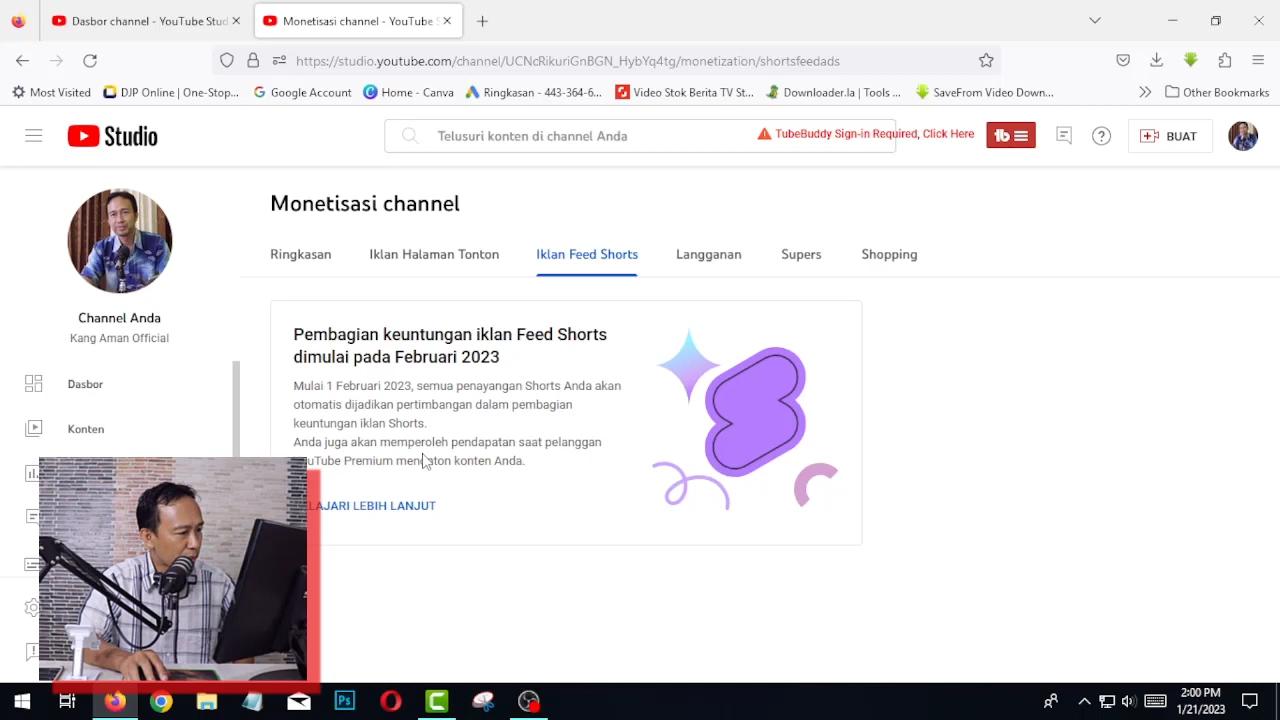 Dasbor channel - YouTube Stud
Monetisasi channel - YouTube S
https://studio.youtube.com/channel/UCNcRikuriGnBGN_HybYq4tg/monetization/shortsfeedads
Most Visited
DJP Online | One-Stop...
Google Account
Home - Canva
Ringkasan - 443-364-6...
Video Stok Berita TV St...
Downloader.la | Tools ...
SaveFrom Video Down...
Other Bookmarks
Studio
Telusuri konten di channel Anda
TubeBuddy Sign-in Required, Click Here
tb
BUAT
Monetisasi channel
Ringkasan
Iklan Halaman Tonton
Iklan Feed Shorts
Langganan
Supers
Shopping
Channel Anda
Kang Aman Official
Dasbor
Konten
Pembagian keuntungan iklan Feed Shorts
dimulai pada Februari 2023
Mulai 1 Februari 2023, semua penayangan Shorts Anda akan
otomatis dijadikan pertimbangan dalam pembagian
keuntungan iklan Shorts.
Anda juga akan memperoleh pendapatan saat pelanggan
uTube Premium menonton konten Anda.
LAJARI LEBIH LANJUT
Ps
2:00 PM
1/21/2023